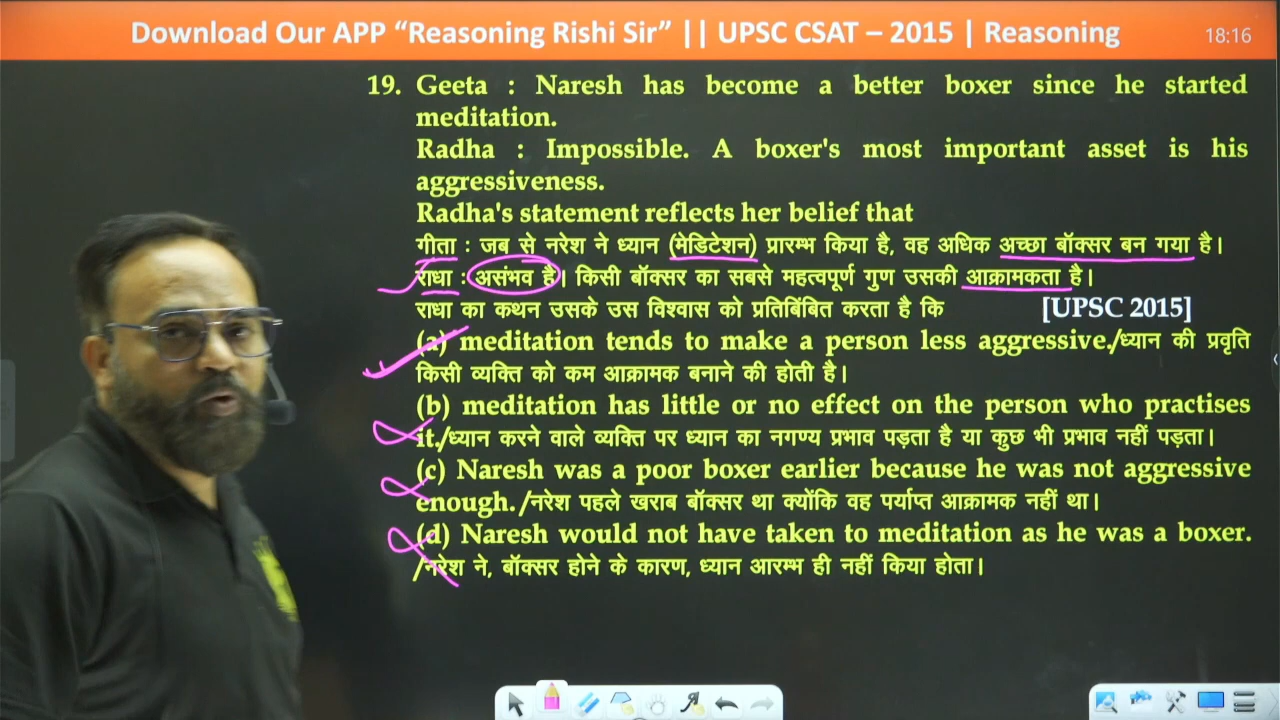 Download Our APP “Reasoning Rishi Sir” || UPSC CSAT – 2015 | Reasoning
18:16
19. Geeta : Naresh has become a better boxer since he started
meditation.
Radha : Impossible. A boxer's most important asset is his
aggressiveness.
Radha's statement reflects her belief that
गीता : जब से नरेश ने ध्यान (मेडिटेशन) प्रारम्भ किया है, वह अधिक अच्छा बॉक्सर बन गया है।
राधा : असंभव है। किसी बॉक्सर का सबसे महत्वपूर्ण गुण उसकी आक्रामकता है।
राधा का कथन उसके उस विश्वास को प्रतिबिंबित करता है कि [UPSC 2015]
(a) meditation tends to make a person less aggressive./ध्यान की प्रवृति
किसी व्यक्ति को कम आक्रामक बनाने की होती है।
(b) meditation has little or no effect on the person who practises
it./ध्यान करने वाले व्यक्ति पर ध्यान का नगण्य प्रभाव पड़ता है या कुछ भी प्रभाव नहीं पड़ता।
(c) Naresh was a poor boxer earlier because he was not aggressive
enough./नरेश पहले खराब बॉक्सर था क्योंकि वह पर्याप्त आक्रामक नहीं था।
(d) Naresh would not have taken to meditation as he was a boxer.
/नरेश ने, बॉक्सर होने के कारण, ध्यान आरम्भ ही नहीं किया होता।